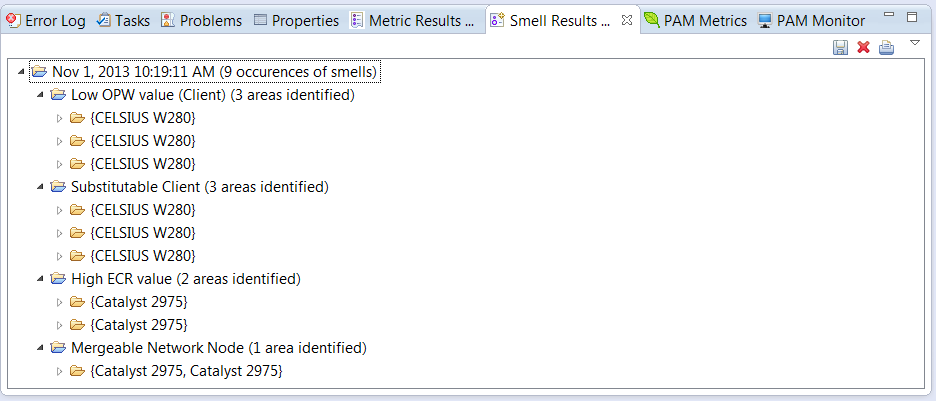 Error Log Tasks Problems Properties Metric Results ... Smell Results ... PAM Metrics PAM Monitor
Nov 1, 2013 10:19:11 AM (9 occurences of smells)
Low OPW value (Client) (3 areas identified)
{CELSIUS W280}
{CELSIUS W280}
{CELSIUS W280}
Substitutable Client (3 areas identified)
{CELSIUS W280}
{CELSIUS W280}
{CELSIUS W280}
High ECR value (2 areas identified)
{Catalyst 2975}
{Catalyst 2975}
Mergeable Network Node (1 area identified)
{Catalyst 2975, Catalyst 2975}